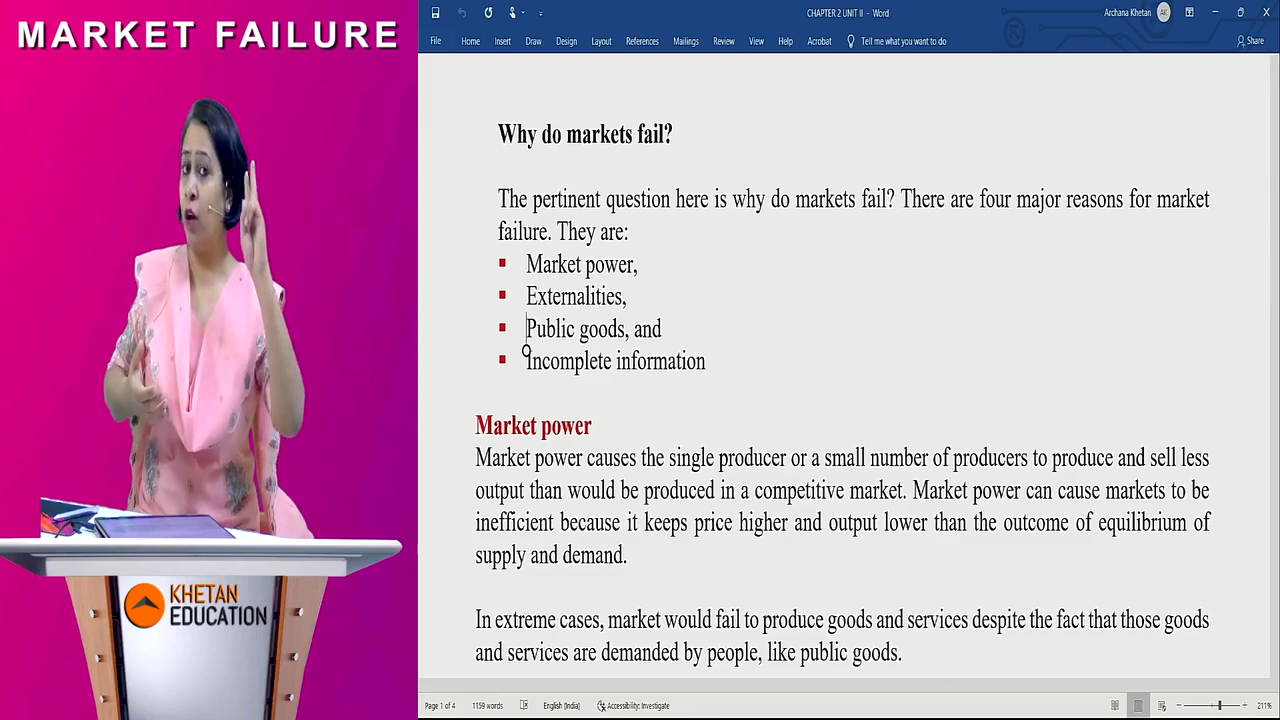 MARKET FAILURE
CHAPTER 2 UNIT II - Word
Archana Khetan
AK
File Home Insert Draw Design Layout References Mailings Review View Help Acrobat Tell me what you want to do
Share
Why do markets fail?
The pertinent question here is why do markets fail? There are four major reasons for market
failure. They are:
Market power,
Externalities,
Public goods, and
Incomplete information
Market power
Market power causes the single producer or a small number of producers to produce and sell less
output than would be produced in a competitive market. Market power can cause markets to be
inefficient because it keeps price higher and output lower than the outcome of equilibrium of
supply and demand.
In extreme cases, market would fail to produce goods and services despite the fact that those goods
and services are demanded by people, like public goods.
KHETAN
EDUCATION
Page 1 of 4 1159 words English (India) Accessibility: Investigate 211%